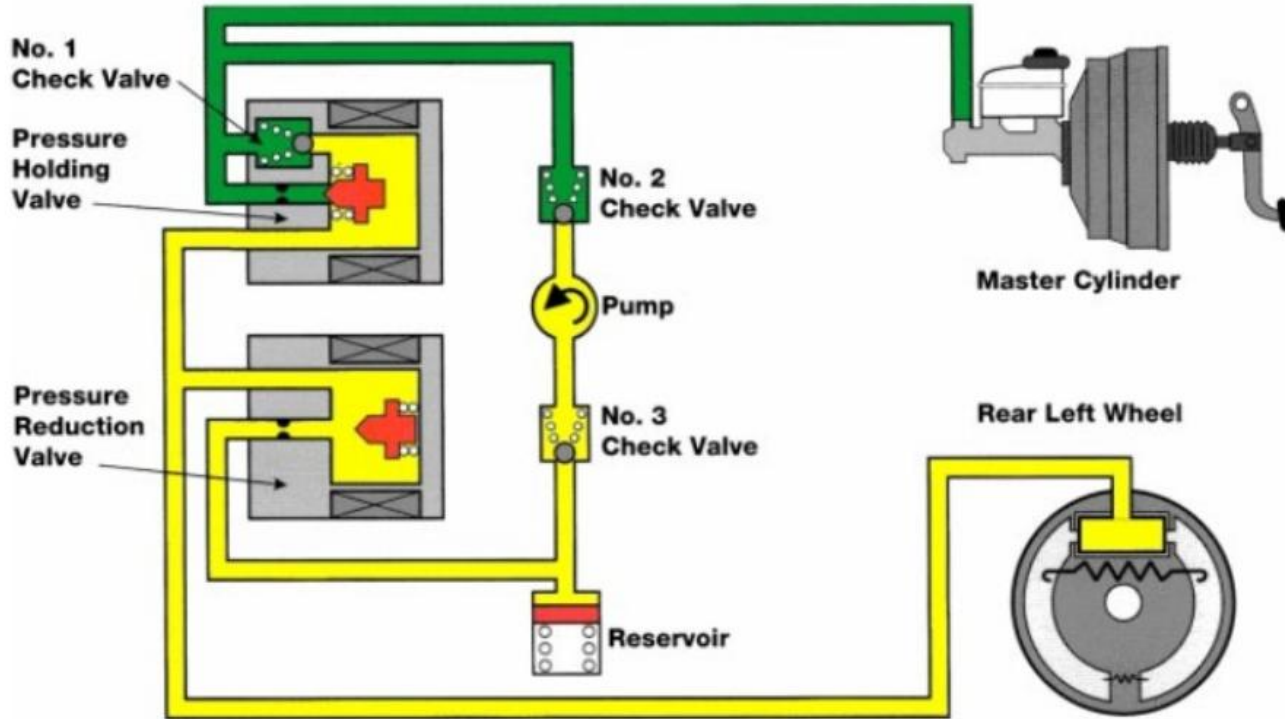 No. 1
Check Valve
Pressure
Holding
Valve
No. 2
Check Valve
Master Cylinder
Pump
Pressure
Reduction
Valve
No. 3
Check Valve
Rear Left Wheel
Reservoir